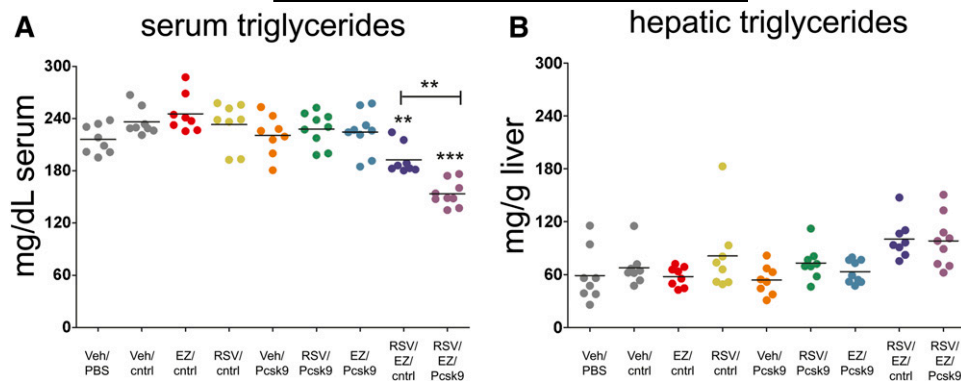 A
serum triglycerides
B
hepatic triglycerides
mg/dL serum
300
240
180
120
60
0
**
**
***
Veh/
PBS
Veh/
cntrl
EZ/
cntrl
RSV/
cntrl
Veh/
Pcsk9
RSV/
Pcsk9
EZ/
Pcsk9
RSV/
EZ/
cntrl
RSV/
EZ/
Pcsk9
mg/g liver
300
240
180
120
60
0
Veh/
PBS
Veh/
cntrl
EZ/
cntrl
RSV/
cntrl
Veh/
Pcsk9
RSV/
Pcsk9
EZ/
Pcsk9
RSV/
EZ/
cntrl
RSV/
EZ/
Pcsk9